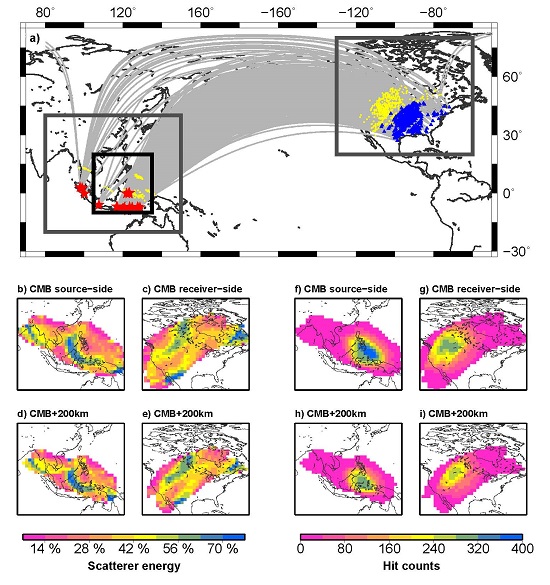 80 120 160 −160 −120 −80
a)
60°
30°
0°
−30°
b) CMB source−side
c) CMB receiver−side
f) CMB source−side
g) CMB receiver−side
d) CMB+200km
e) CMB+200km
h) CMB+200km
i) CMB+200km
14 % 28 % 42 % 56 % 70 %
0 80 160 240 320 400
Scatterer energy
Hit counts